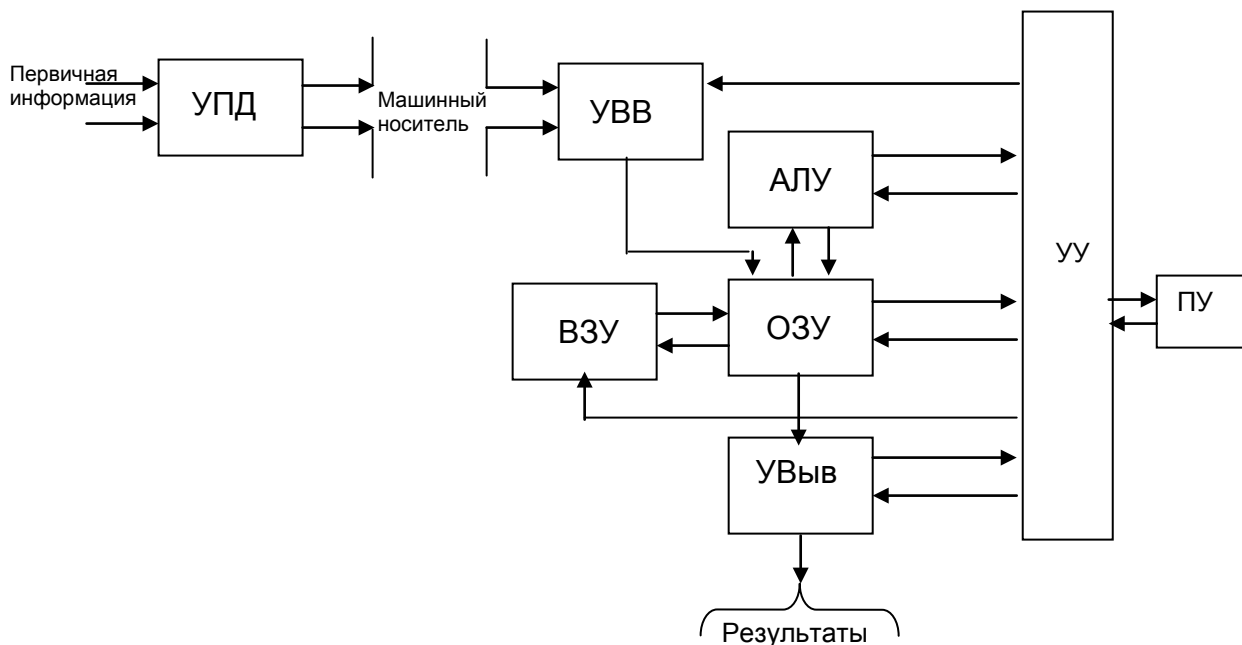 Первичная
информация
УПД
Машинный
носитель
УВВ
АЛУ
УУ
ПУ
ВЗУ
ОЗУ
УВыв
Результаты